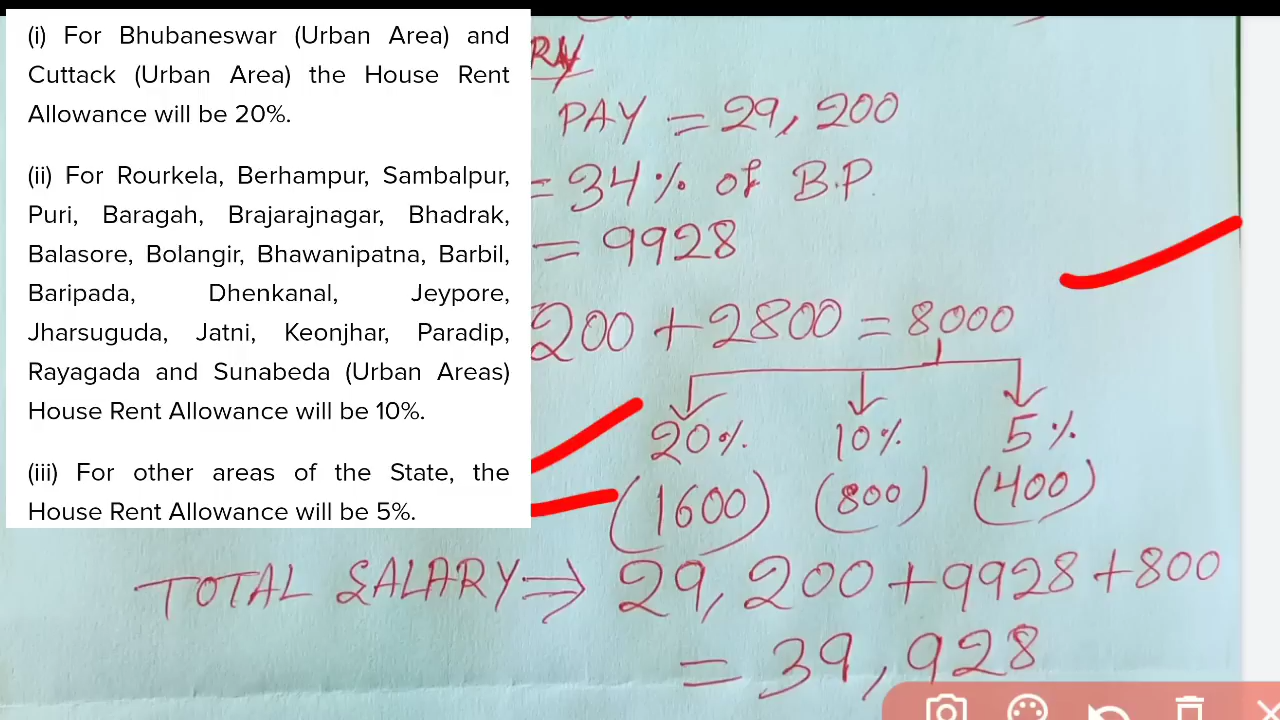 (i) For Bhubaneswar (Urban Area) and
Cuttack (Urban Area) the House Rent
Allowance will be 20%.
(ii) For Rourkela, Berhampur, Sambalpur,
Puri, Baragah, Brajarajnagar, Bhadrak,
Balasore, Bolangir, Bhawanipatna, Barbil,
Baripada, Dhenkanal, Jeypore,
Jharsuguda, Jatni, Keonjhar, Paradip,
Rayagada and Sunabeda (Urban Areas)
House Rent Allowance will be 10%.
(iii) For other areas of the State, the
House Rent Allowance will be 5%.
RY
PAY = 29,200
= 34% of B.P.
= 9928
200 + 2800 = 8000
20% 10% 5%
(1600) (800) (400)
TOTAL SALARY ⇒ 29,200 + 9928 + 800
= 39,928